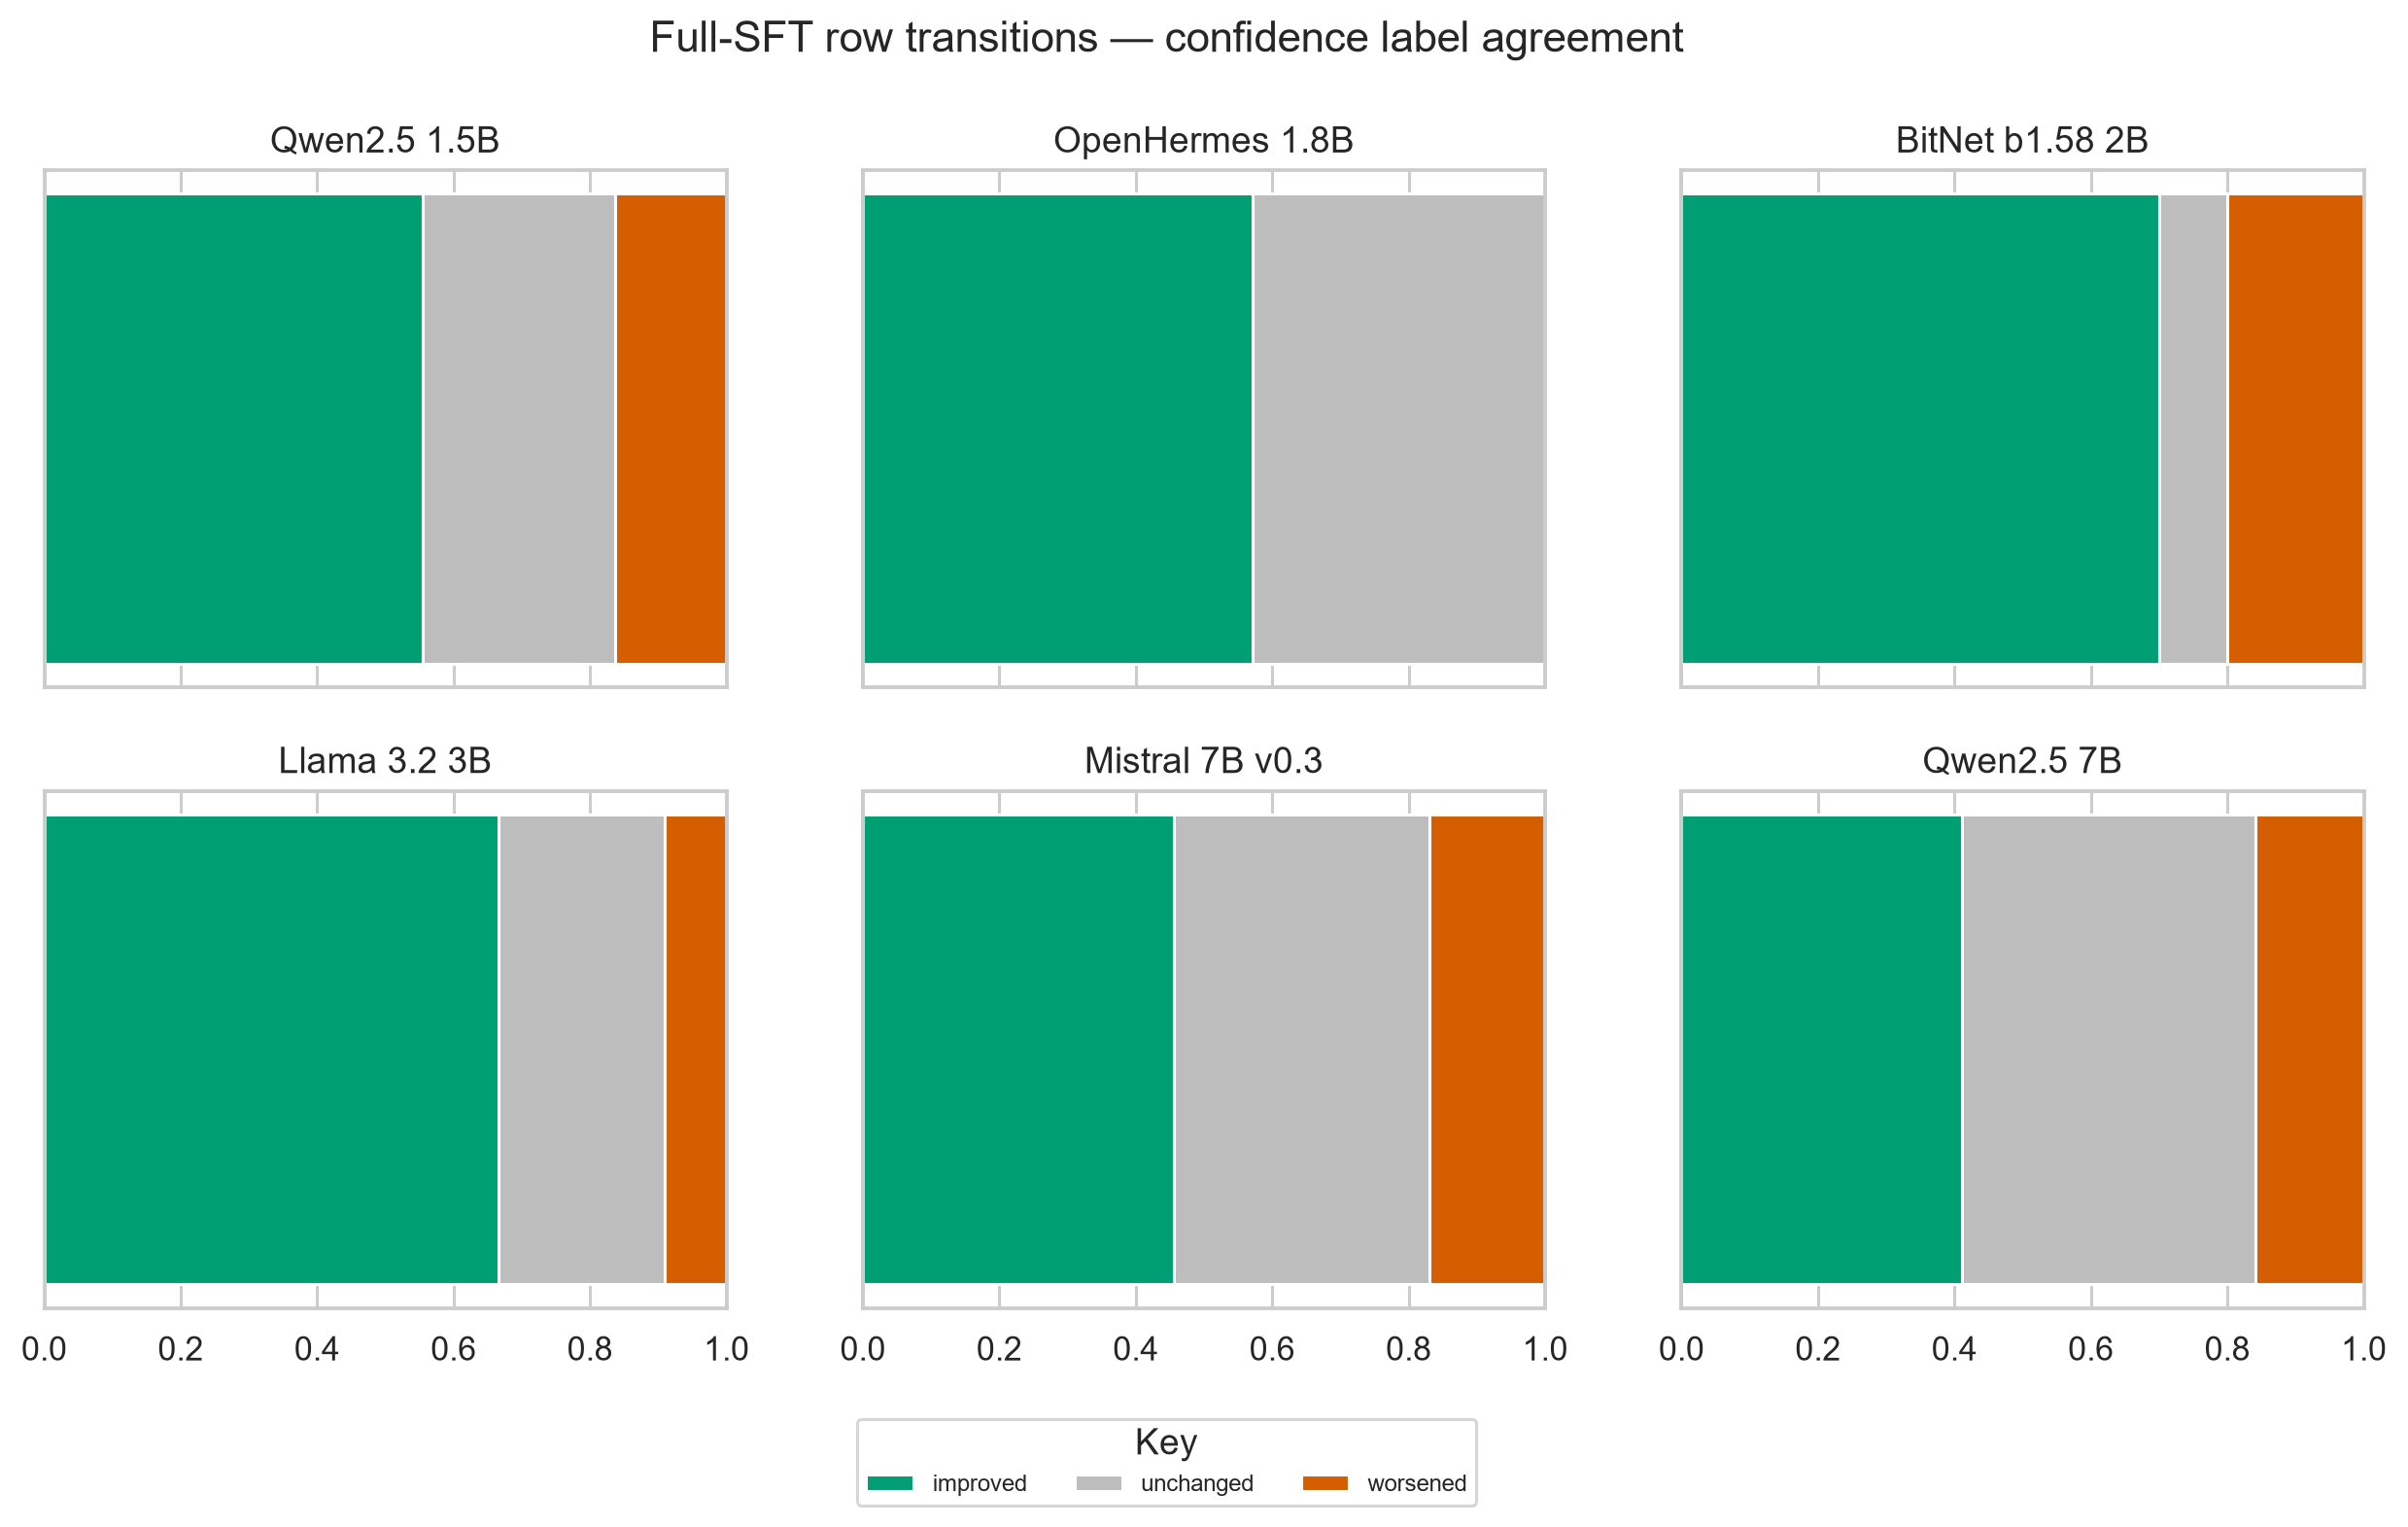 Full-SFT row transitions — confidence label agreement
Qwen2.5 1.5B
OpenHermes 1.8B
BitNet b1.58 2B
Llama 3.2 3B
Mistral 7B v0.3
Qwen2.5 7B
0.0 0.2 0.4 0.6 0.8 1.0
0.0 0.2 0.4 0.6 0.8 1.0
0.0 0.2 0.4 0.6 0.8 1.0
Key
improved unchanged worsened